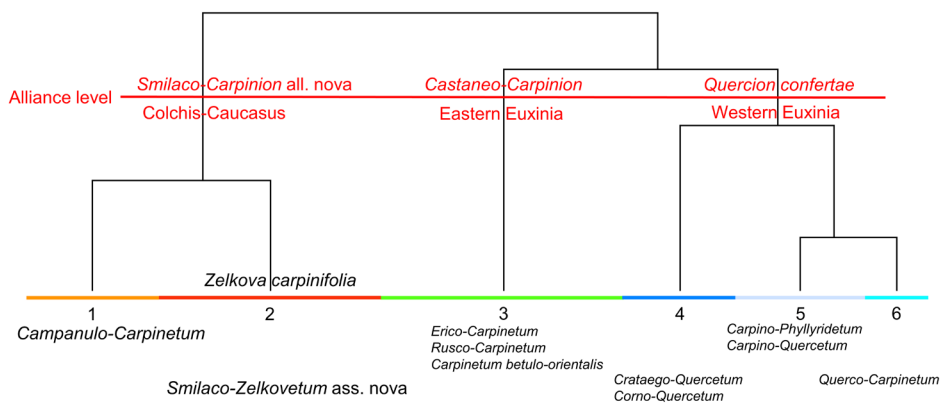 Smilaco-Carpinion all. nova
Castaneo-Carpinion
Quercion confertae
Alliance level
Colchis-Caucasus
Eastern Euxinia
Western Euxinia
Zelkova carpinifolia
1
2
3
4
5
6
Campanulo-Carpinetum
Erico-Carpinetum
Rusco-Carpinetum
Carpinetum betulo-orientalis
Carpino-Phyllyridetum
Carpino-Quercetum
Smilaco-Zelkovetum ass. nova
Crataego-Quercetum
Corno-Quercetum
Querco-Carpinetum